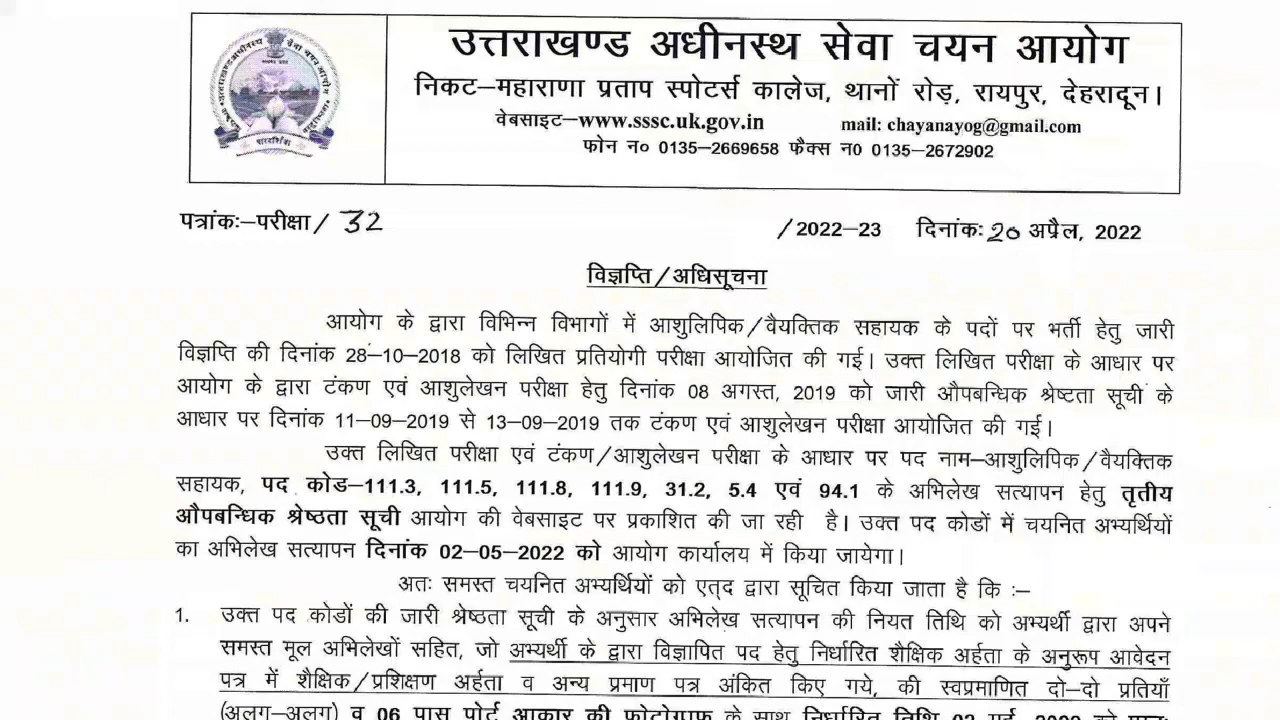 उत्तराखण्ड अधीनस्थ सेवा चयन आयोग
निकट–महाराणा प्रताप स्पोटर्स कालेज, थानों रोड़, रायपुर, देहरादून।
वेबसाइट–www.sssc.uk.gov.in mail: chayanayog@gmail.com
फोन न० 0135–2669658 फैक्स न0 0135–2672902
पारदर्शिता
पत्रांकः–परीक्षा / 32 /2022–23 दिनांकः 20 अप्रैल, 2022
विज्ञप्ति/अधिसूचना
आयोग के द्वारा विभिन्न विभागों में आशुलिपिक/वैयक्तिक सहायक के पदों पर भर्ती हेतु जारी
विज्ञप्ति की दिनांक 28–10–2018 को लिखित प्रतियोगी परीक्षा आयोजित की गई। उक्त लिखित परीक्षा के आधार पर
आयोग के द्वारा टंकण एवं आशुलेखन परीक्षा हेतु दिनांक 08 अगस्त, 2019 को जारी औपबन्धिक श्रेष्टता सूची के
आधार पर दिनांक 11–09–2019 से 13–09–2019 तक टंकण एवं आशुलेखन परीक्षा आयोजित की गई।
उक्त लिखित परीक्षा एवं टंकण/आशुलेखन परीक्षा के आधार पर पद नाम–आशुलिपिक/वैयक्तिक
सहायक, पद कोड–111.3, 111.5, 111.8, 111.9, 31.2, 5.4 एवं 94.1 के अभिलेख सत्यापन हेतु तृतीय
औपबन्धिक श्रेष्ठता सूची आयोग की वेबसाइट पर प्रकाशित की जा रही है। उक्त पद कोडों में चयनित अभ्यर्थियों
का अभिलेख सत्यापन दिनांक 02–05–2022 को आयोग कार्यालय में किया जायेगा।
अतः समस्त चयनित अभ्यर्थियों को एत्द द्वारा सूचित किया जाता है कि :–
1. उक्त पद कोडों की जारी श्रेष्ठता सूची के अनुसार अभिलेख सत्यापन की नियत तिथि को अभ्यर्थी द्वारा अपने
समस्त मूल अभिलेखों सहित, जो अभ्यर्थी के द्वारा विज्ञापित पद हेतु निर्धारित शैक्षिक अर्हता के अनुरूप आवेदन
पत्र में शैक्षिक/प्रशिक्षण अर्हता व अन्य प्रमाण पत्र अंकित किए गये, की स्वप्रमाणित दो–दो प्रतियाँ
(अलग–अलग) व 06 पास पोर्ट आकार की फोटोग्राफ के साथ निर्धारित तिथि